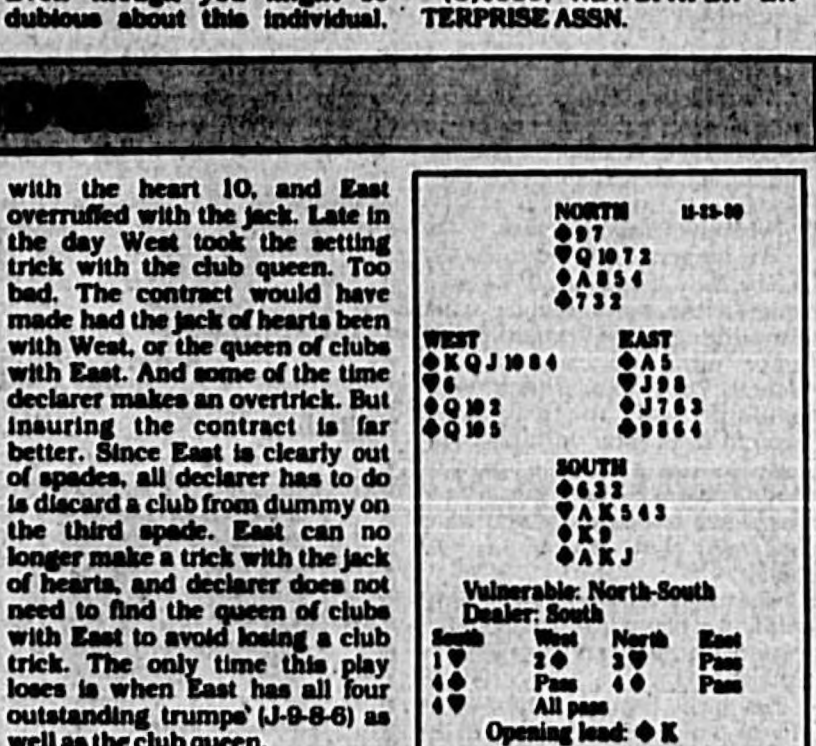 dubious about this individual,
TERPRISE ASSN.
DGE
with the heart 10, and East
overruffed with the jack. Late in
the day West took the setting
trick with the club queen. Too
bad. The contract would have
made had the jack of hearts been
with West, or the queen of clubs
with East. And some of the time
declarer makes an overtrick. But
insuring the contract is far
better. Since East is clearly out
of spades, all declarer has to do
is discard a club from dummy on
the third spade. East can no
longer make a trick with the jack
of hearts, and declarer does not
need to find the queen of clubs
with East to avoid losing a club
trick. The only time this play
loses is when East has all four
outstanding trumps (J-9-8-6) as
well as the club queen.
NORTH 11-23-90
♠ 9 7
♥ Q 10 7 2
♦ A 8 5 4
♣ 7 3 2
WEST EAST
♠ K Q J 10 8 4 ♠ A 5
♥ 6 ♥ J 9 8
♦ Q 10 2 ♦ J 7 6 3
♣ Q 10 5 ♣ 9 8 6 4
SOUTH
♠ 6 3 2
♥ A K 5 4 3
♦ K 9
♣ A K J
Vulnerable: North-South
Dealer: South
South West North East
1 ♥ 2 ♠ 3 ♥ Pass
4 ♣ Pass 4 ♦ Pass
4 ♥ All pass
Opening lead: ♠ K